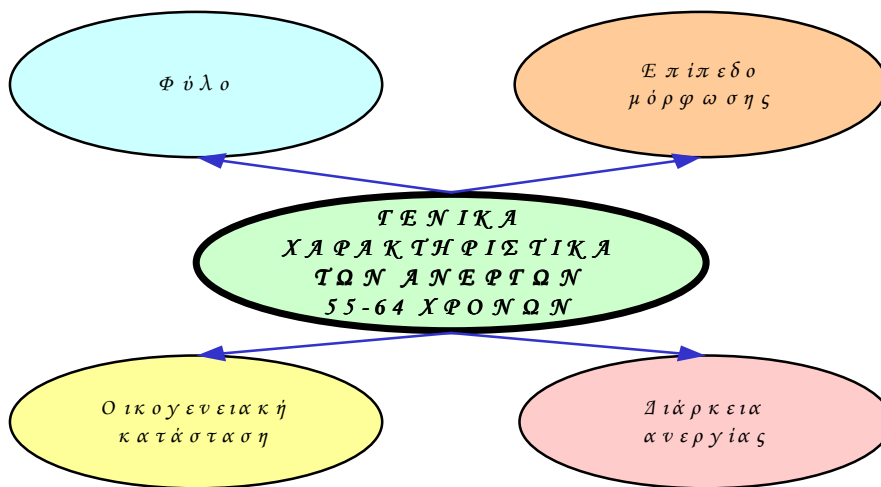 Φύλο
Επίπεδο
μόρφωσης
ΓΕΝΙΚΑ
ΧΑΡΑΚΤΗΡΙΣΤΙΚΑ
ΤΩΝ ΑΝΕΡΓΩΝ
55-64 ΧΡΟΝΩΝ
Οικογενειακή
κατάσταση
Διάρκεια
ανεργίας